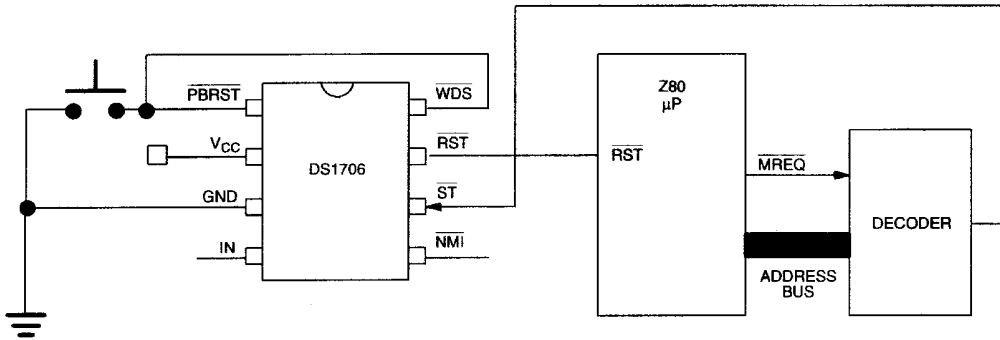 PBRST
VCC
GND
IN
DS1706
WDS
RST
ST
NMI
Z80
µP
RST
MREQ
ADDRESS
BUS
DECODER